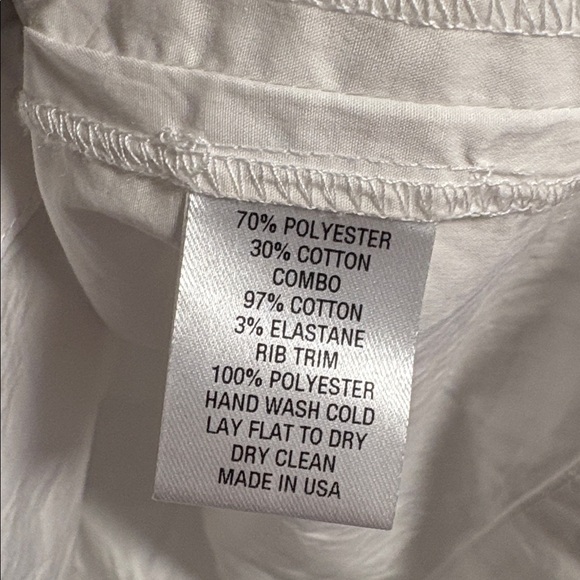 70% POLYESTER
30% COTTON
COMBO
97% COTTON
3% ELASTANE
RIB TRIM
100% POLYESTER
HAND WASH COLD
LAY FLAT TO DRY
DRY CLEAN
MADE IN USA